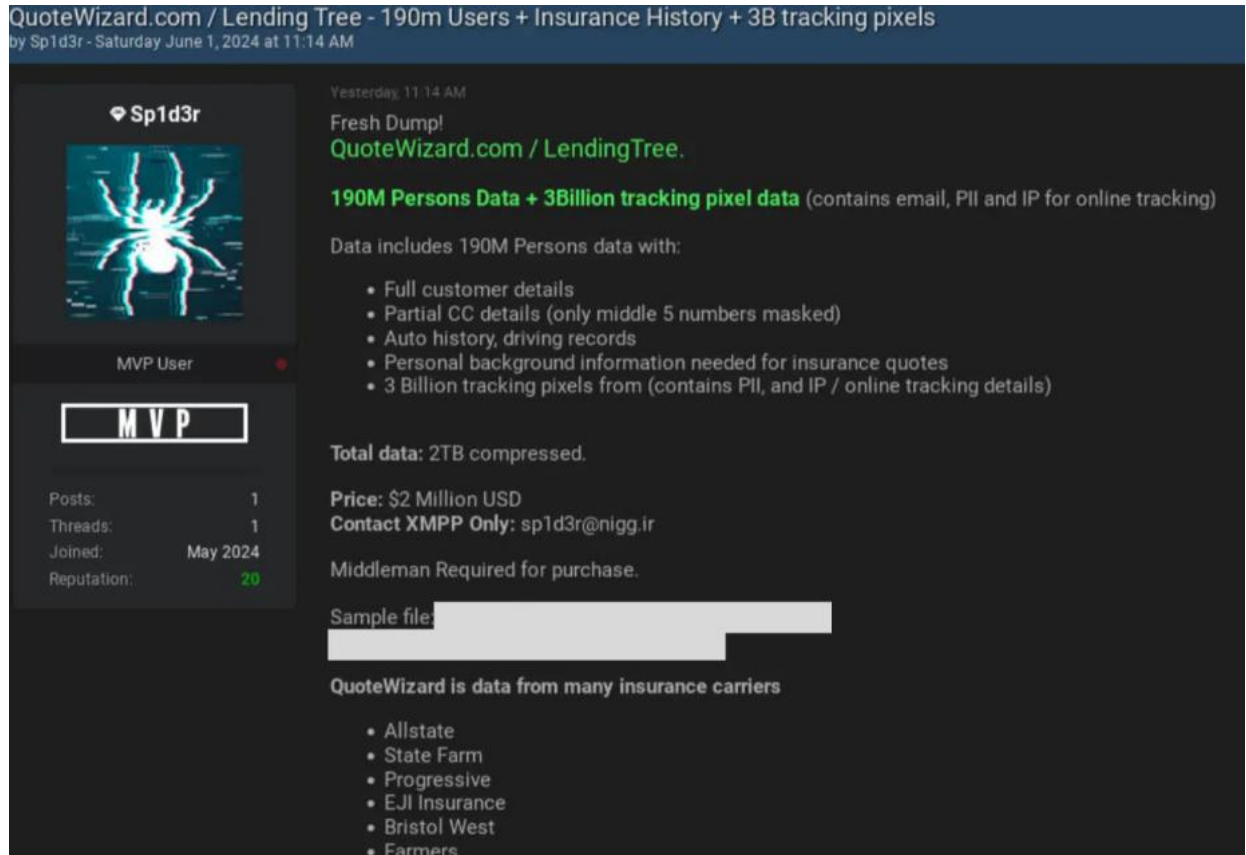 QuoteWizard.com / Lending Tree - 190m Users + Insurance History + 3B tracking pixels
by Sp1d3r - Saturday June 1, 2024 at 11:14 AM
Sp1d3r
MVP User
MVP
Posts: 1
Threads: 1
Joined: May 2024
Reputation: 20
Yesterday, 11:14 AM
Fresh Dump!
QuoteWizard.com / LendingTree.
190M Persons Data + 3Billion tracking pixel data (contains email, PII and IP for online tracking)
Data includes 190M Persons data with:
• Full customer details
• Partial CC details (only middle 5 numbers masked)
• Auto history, driving records
• Personal background information needed for insurance quotes
• 3 Billion tracking pixels from (contains PII, and IP / online tracking details)
Total data: 2TB compressed.
Price: $2 Million USD
Contact XMPP Only: sp1d3r@nigg.ir
Middleman Required for purchase.
Sample file:
QuoteWizard is data from many insurance carriers
• Allstate
• State Farm
• Progressive
• EJI Insurance
• Bristol West
• Farmers